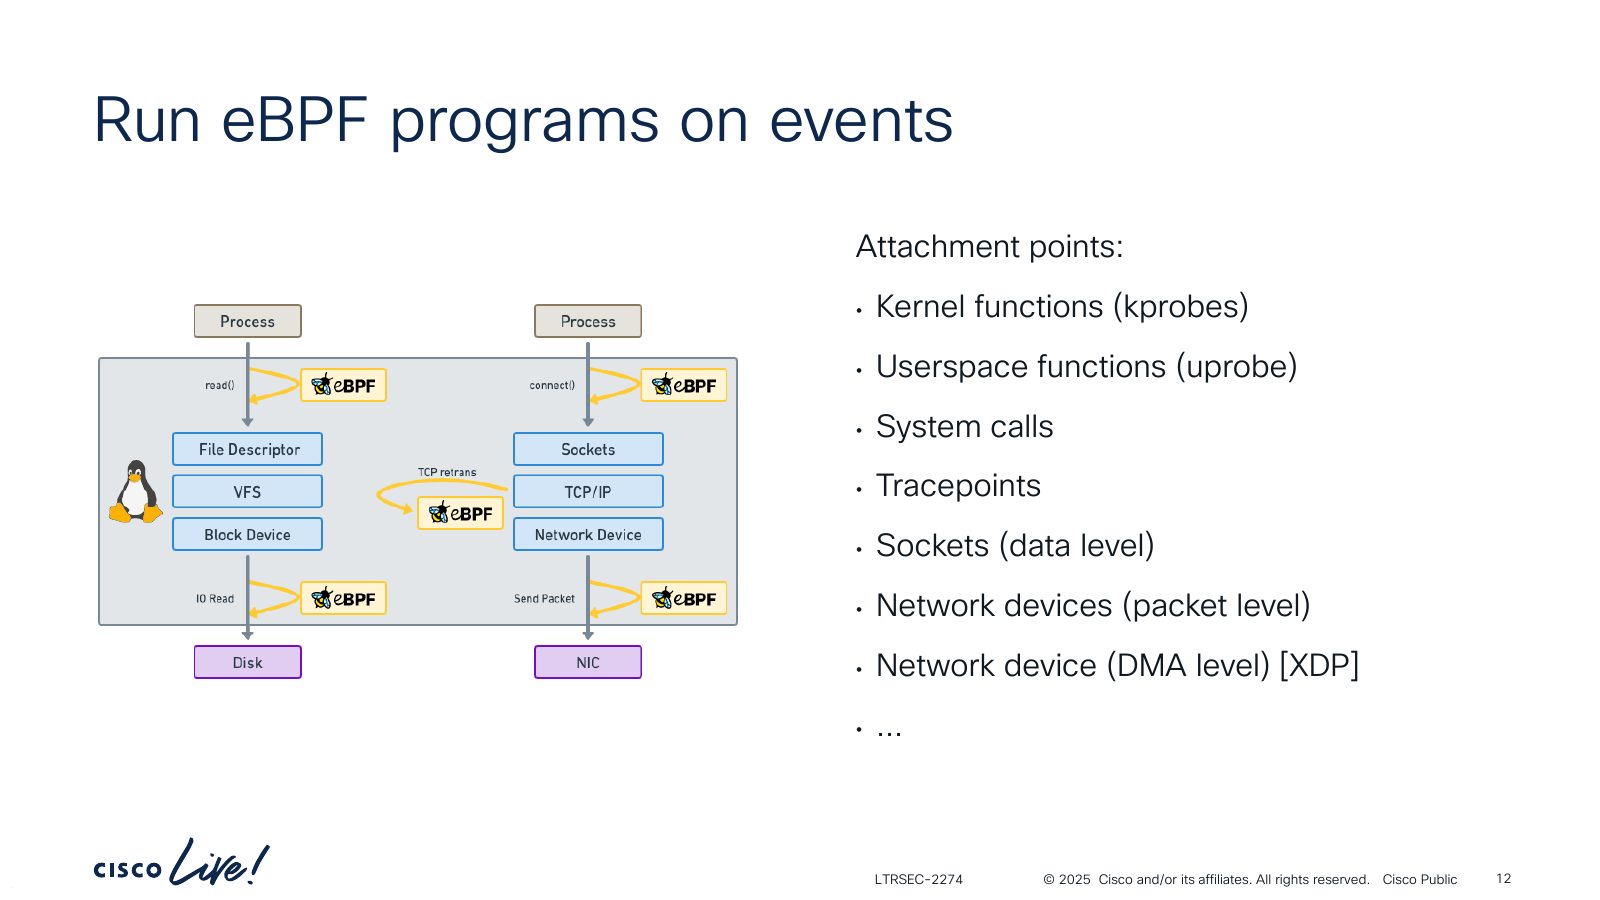 Run eBPF programs on events
Process
read()
eBPF
File Descriptor
VFS
Block Device
IO Read
eBPF
Disk
Process
connect()
eBPF
Sockets
TCP retrans
TCP/IP
eBPF
Network Device
Send Packet
eBPF
NIC
Attachment points:
• Kernel functions (kprobes)
• Userspace functions (uprobe)
• System calls
• Tracepoints
• Sockets (data level)
• Network devices (packet level)
• Network device (DMA level) [XDP]
• ...
CISCO Live!
LTRSEC-2274
© 2025 Cisco and/or its affiliates. All rights reserved. Cisco Public
12